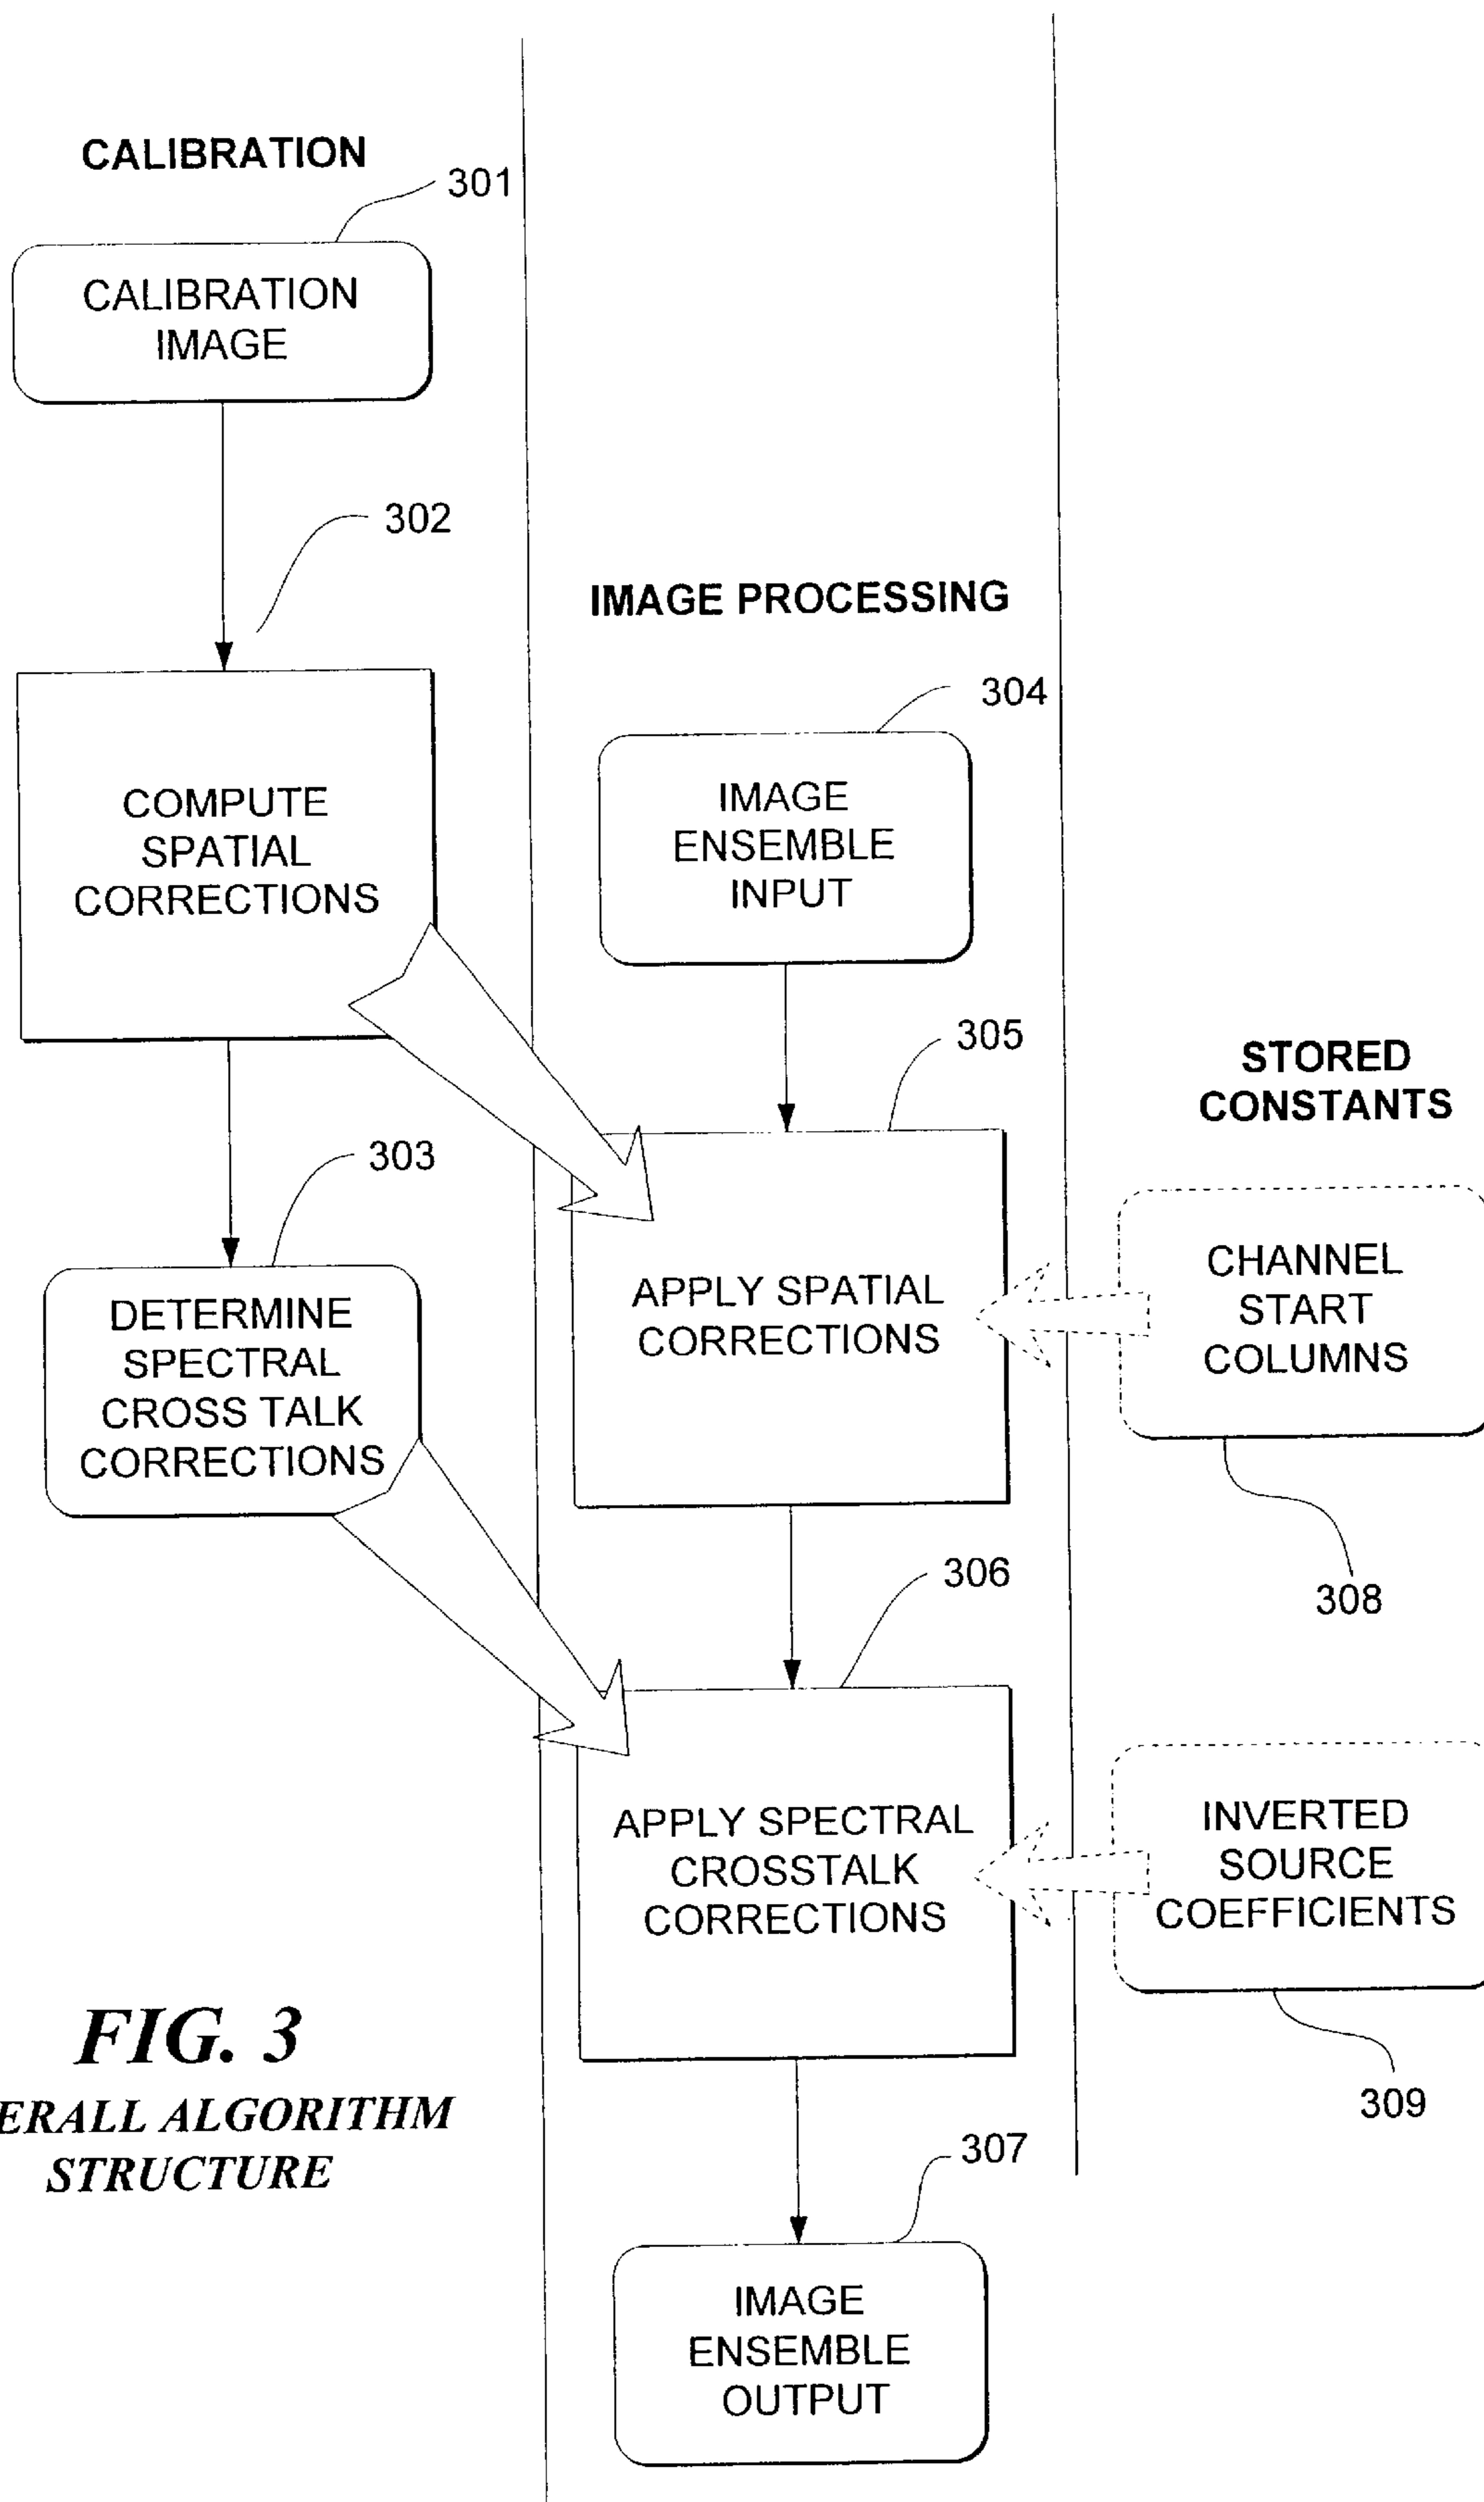 CALIBRATION
301
CALIBRATION
IMAGE
302
COMPUTE
SPATIAL
CORRECTIONS
303
DETERMINE
SPECTRAL
CROSS TALK
CORRECTIONS
IMAGE PROCESSING
304
IMAGE
ENSEMBLE
INPUT
305
APPLY SPATIAL
CORRECTIONS
306
APPLY SPECTRAL
CROSSTALK
CORRECTIONS
307
IMAGE
ENSEMBLE
OUTPUT
STORED
CONSTANTS
CHANNEL
START
COLUMNS
308
INVERTED
SOURCE
COEFFICIENTS
309
FIG. 3
ERALL ALGORITHM
STRUCTURE